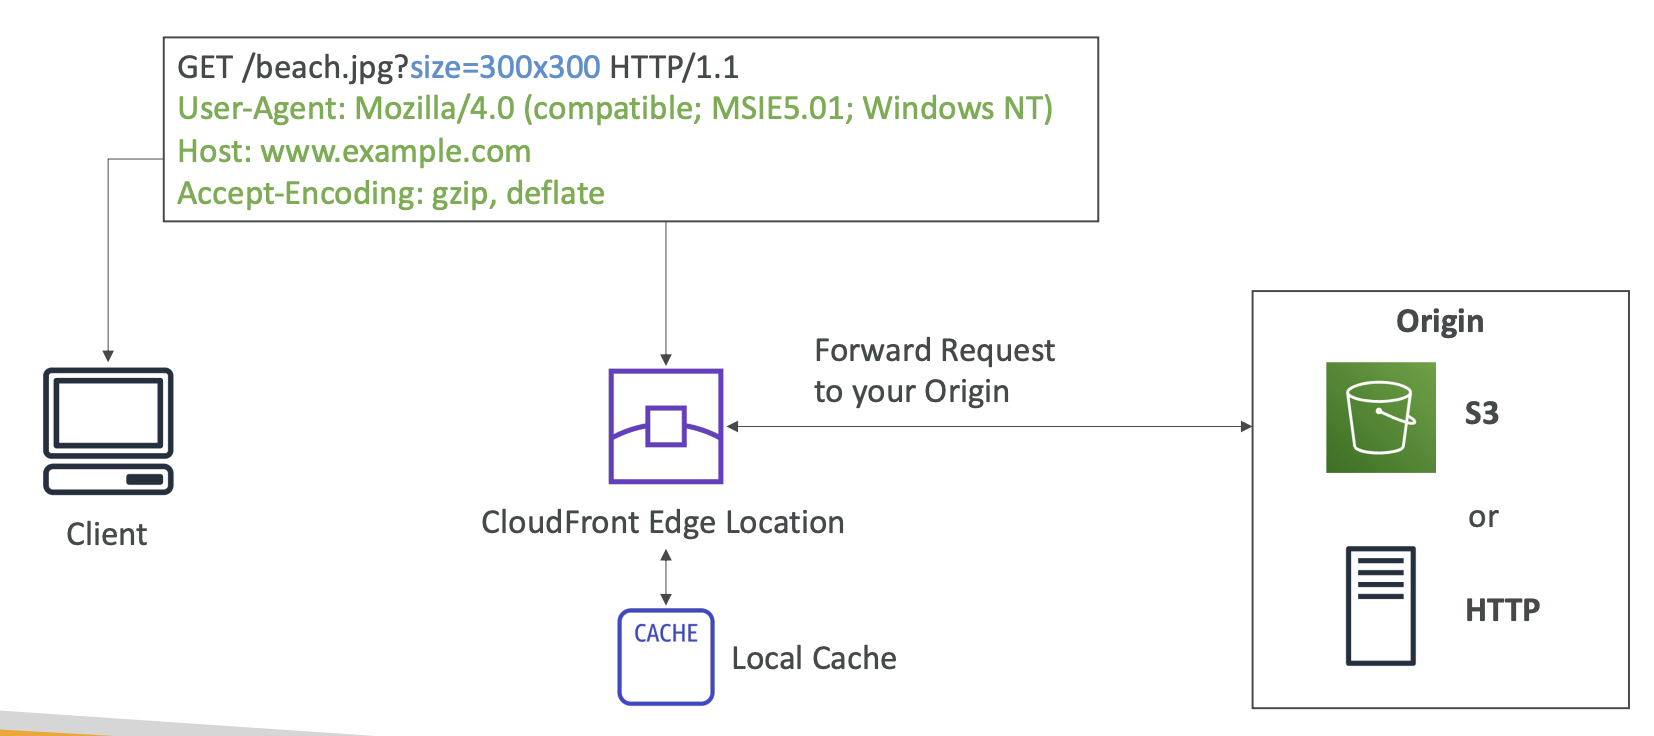 GET /beach.jpg?size=300x300 HTTP/1.1
User-Agent: Mozilla/4.0 (compatible; MSIE5.01; Windows NT)
Host: www.example.com
Accept-Encoding: gzip, deflate
Client
CloudFront Edge Location
CACHE
Local Cache
Forward Request
to your Origin
Origin
S3
or
HTTP